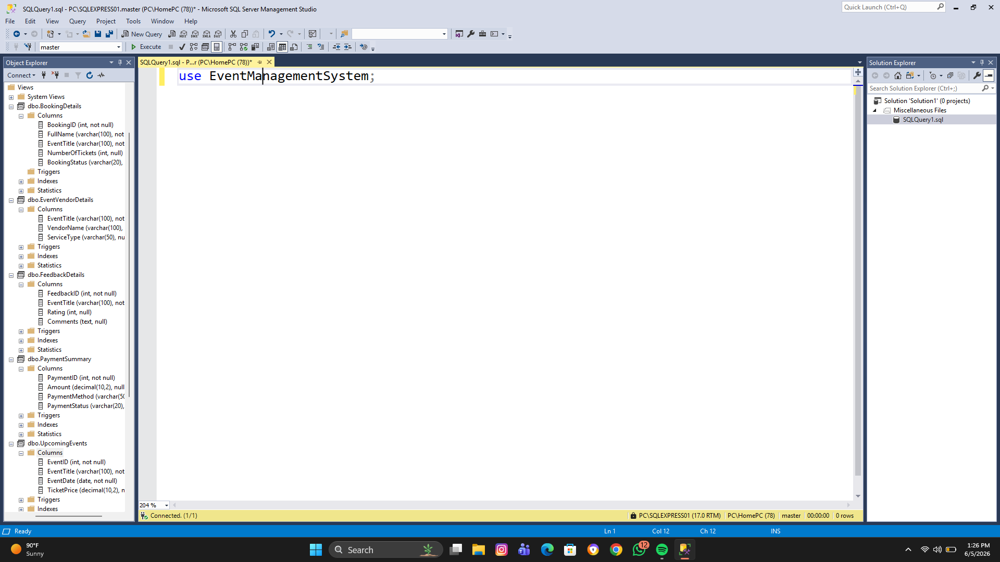 SQLQuery1.sql - PC\SQLEXPRESS01.master (PC\HomePC (78))* - Microsoft SQL Server Management Studio
Quick Launch (Ctrl+Q)
File Edit View Query Project Tools Window Help
New Query
MDX DMX XMLA DAX
master
Execute
Object Explorer
SQLQuery1.sql - P...r (PC\HomePC (78))*
Solution Explorer
Connect
use EventManagementSystem;
Search Solution Explorer (Ctrl+;)
Solution 'Solution1' (0 projects)
Miscellaneous Files
SQLQuery1.sql
Views
System Views
dbo.BookingDetails
Columns
BookingID (int, not null)
FullName (varchar(100), not
EventTitle (varchar(100), not
NumberOfTickets (int, null)
BookingStatus (varchar(20),
Triggers
Indexes
Statistics
dbo.EventVendorDetails
Columns
EventTitle (varchar(100), not
VendorName (varchar(100),
ServiceType (varchar(50), nu
Triggers
Indexes
Statistics
dbo.FeedbackDetails
Columns
FeedbackID (int, not null)
EventTitle (varchar(100), not
Rating (int, null)
Comments (text, null)
Triggers
Indexes
Statistics
dbo.PaymentSummary
Columns
PaymentID (int, not null)
Amount (decimal(10,2), null
PaymentMethod (varchar(50
PaymentStatus (varchar(20),
Triggers
Indexes
Statistics
dbo.UpcomingEvents
Columns
EventID (int, not null)
EventTitle (varchar(100), not
EventDate (date, not null)
TicketPrice (decimal(10,2), n
Triggers
Indexes
204 %
Connected. (1/1)
PC\SQLEXPRESS01 (17.0 RTM) PC\HomePC (78) master 00:00:00 0 rows
Ready
Ln 1 Col 12 Ch 12 INS
90°F
Sunny
Search
12
1:26 PM
6/5/2026